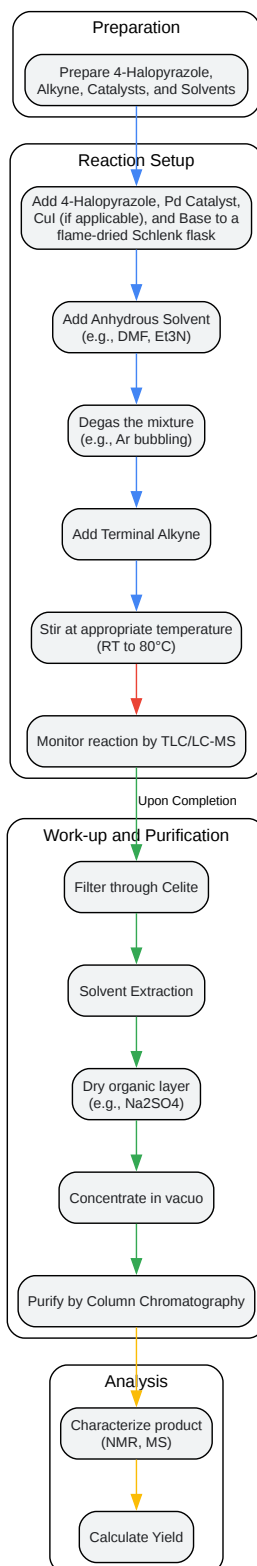 Preparation
Prepare 4-Halopyrazole,
Alkyne, Catalysts, and Solvents
Reaction Setup
Add 4-Halopyrazole, Pd Catalyst,
CuI (if applicable), and Base to a
flame-dried Schlenk flask
Add Anhydrous Solvent
(e.g., DMF, Et3N)
Degas the mixture
(e.g., Ar bubbling)
Add Terminal Alkyne
Stir at appropriate temperature
(RT to 80°C)
Monitor reaction by TLC/LC-MS
Upon Completion
Work-up and Purification
Filter through Celite
Solvent Extraction
Dry organic layer
(e.g., Na2SO4)
Concentrate in vacuo
Purify by Column Chromatography
Analysis
Characterize product
(NMR, MS)
Calculate Yield